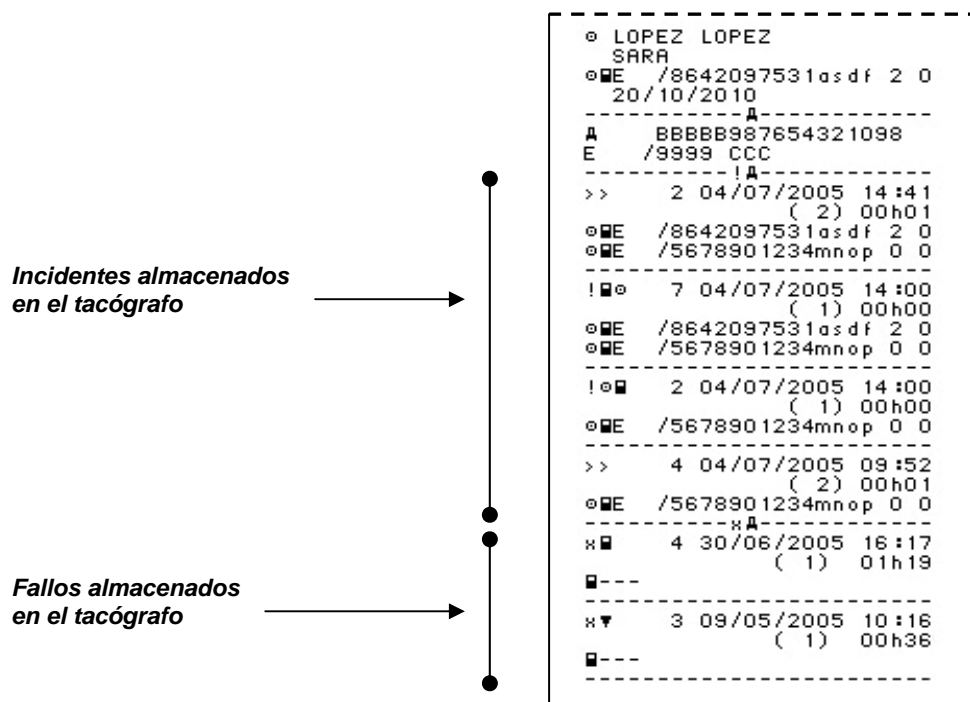 LOPEZ LOPEZ
SARA
E /8642097531asdf 2 0
20/10/2010
BBBBB987654321098
E /9999 CCC
!
>> 2 04/07/2005 14:41
( 2) 00h01
E /8642097531asdf 2 0
E /5678901234mnop 0 0
! 7 04/07/2005 14:00
( 1) 00h00
E /8642097531asdf 2 0
E /5678901234mnop 0 0
! 2 04/07/2005 14:00
( 1) 00h00
E /5678901234mnop 0 0
>> 4 04/07/2005 09:52
( 2) 00h01
E /5678901234mnop 0 0
x
x 4 30/06/2005 16:17
( 1) 01h19
---
x 3 09/05/2005 10:16
( 1) 00h36
---
Incidentes almacenados
en el tacógrafo
Fallos almacenados
en el tacógrafo